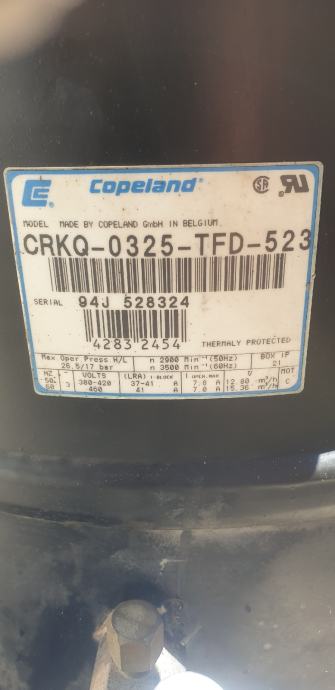 Copeland
MODEL MADE BY COPELAND GmbH IN BELGIUM
CRKQ-0325-TFD-523
SERIAL 94J 528324
4283 2454 THERMALY PROTECTED
Max Oper Press H/L n 2900 Min⁻¹(50Hz) BOX IP
26.5/17 bar n 3500 Min⁻¹(60Hz) 21
HZ ~ VOLTS (LRA) I-BLOCK I OPER.MAX V MOT
50 3 380-420 37-41 A 7.0 A 12.80 m³/h C
60 460 41 A 7.0 A 15.36 m³/h